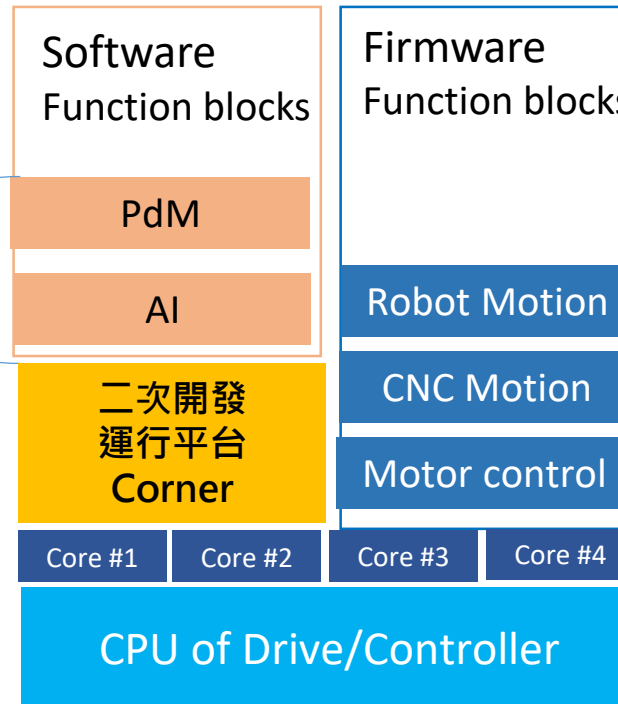 Software
Function blocks
PdM
AI
二次開發
運行平台
Corner
Firmware
Function blocks
Robot Motion
CNC Motion
Motor control
Core #1
Core #2
Core #3
Core #4
CPU of Drive/Controller